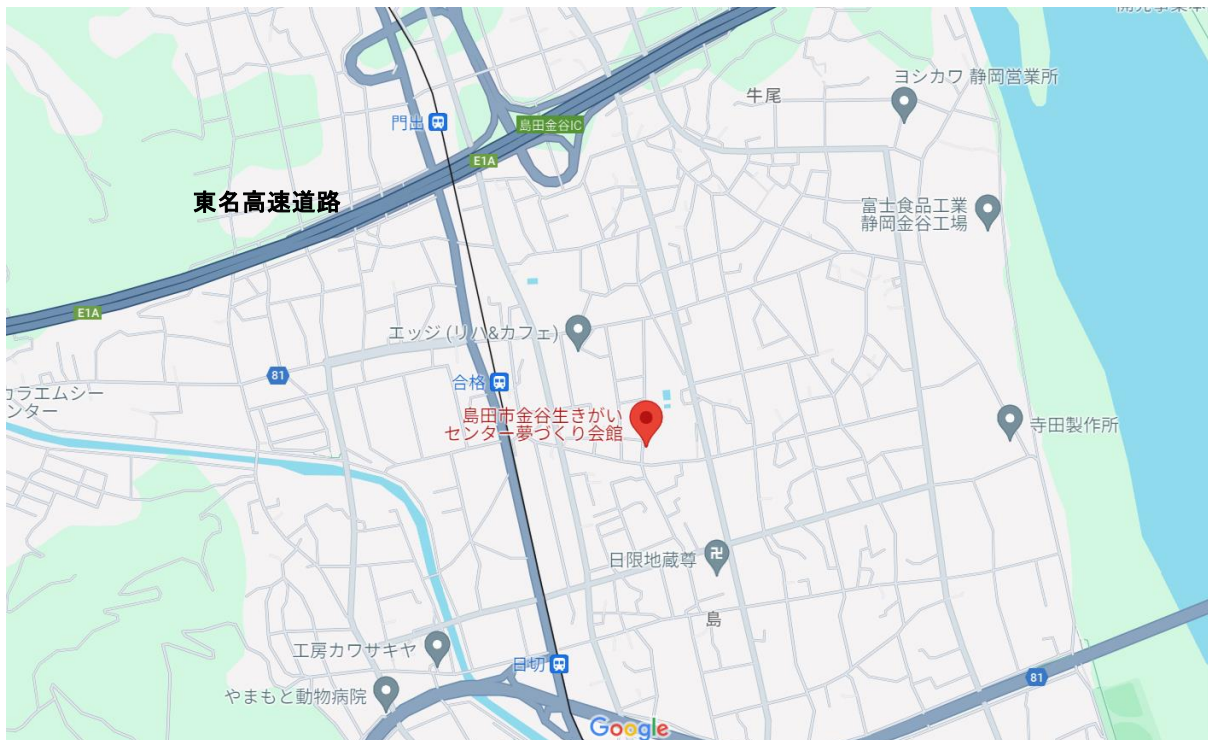 ヨシカワ 静岡営業所
牛尾
門出
島田金谷IC
E1A
東名高速道路
富士食品工業
静岡金谷工場
E1A
エッジ (リハ&カフェ)
81
合格
カラエムシー
ンター
島田市金谷生きがい
センター夢づくり会館
寺田製作所
日限地蔵尊
卍
島
工房カワサキヤ
日切
81
やまもと動物病院
Google